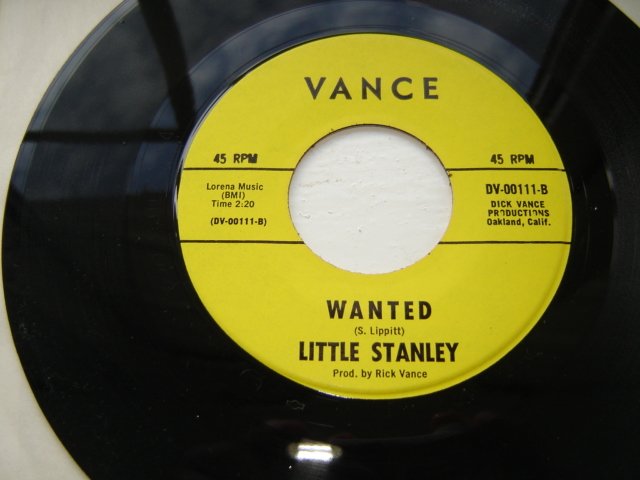 VANCE
45 RPM
45 RPM
Lorena Music
(BMI)
Time 2:20
(DV-00111-B)
DV-00111-B
DICK VANCE
PRODUCTIONS
Oakland, Calif.
WANTED
(S. Lippitt)
LITTLE STANLEY
Prod. by Rick Vance